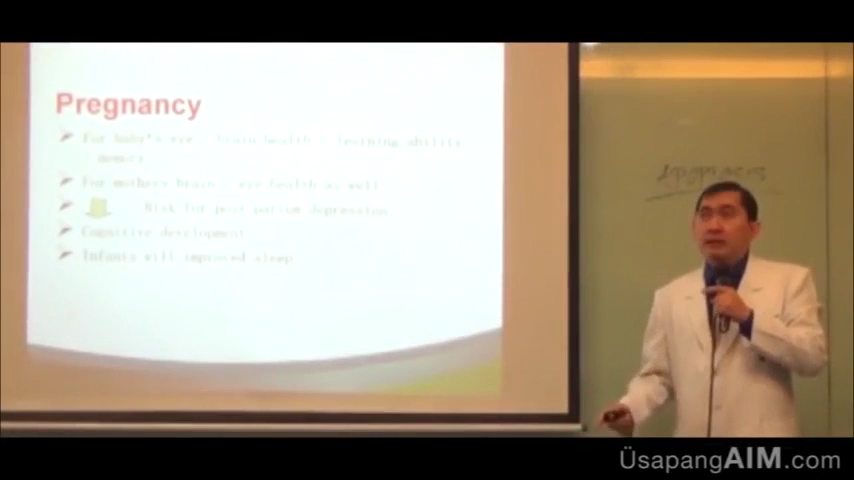 Pregnancy
For baby's eye, brain health, learning ability
memory
For mothers brain, eye health as well
Risk for post partum depression
Cognitive development
Infants will improved sleep
ÜsapangAIM.com